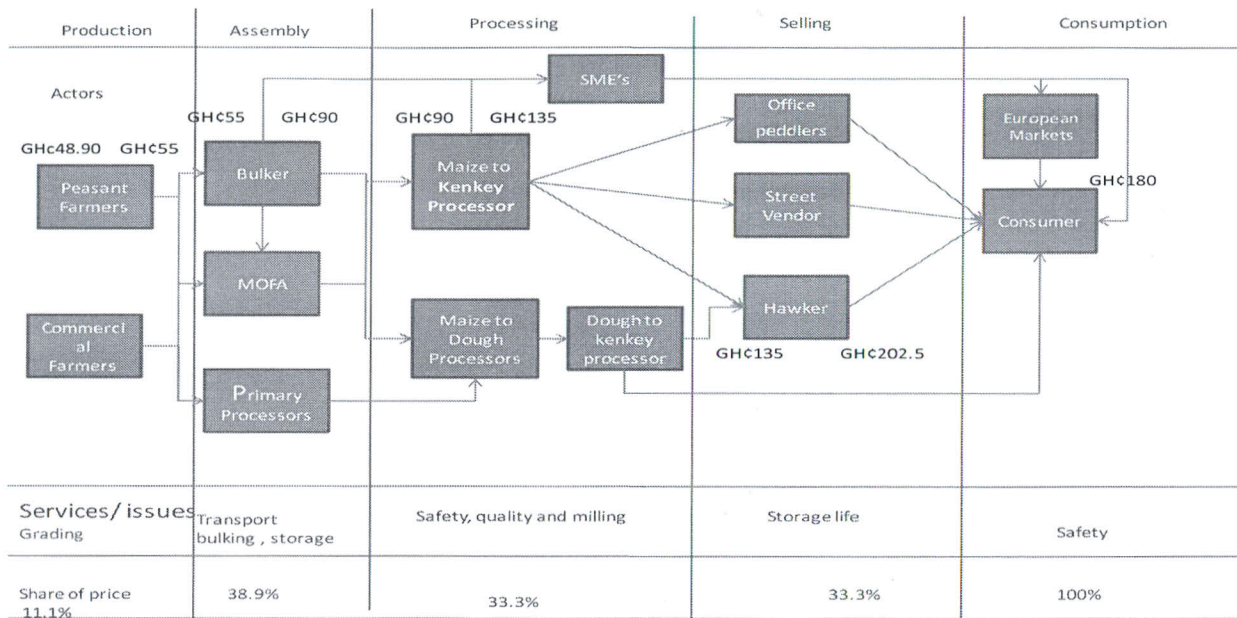 Production
Assembly
Processing
Selling
Consumption
Actors
SME's
GH¢55
GH¢90
GH¢90
GH¢135
Office
peddlers
European
Markets
GH¢48.90
GH¢55
Peasant
Farmers
Bulker
Maize to
Kenkey
Processor
Street
Vendor
GH¢180
Consumer
MOFA
Commerci
al
Farmers
Maize to
Dough
Processors
Dough to
kenkey
processor
Hawker
GH¢135
GH¢202.5
Primary
Processors
Services/ issues
Grading
Transport
bulking , storage
Safety, quality and milling
Storage life
Safety
Share of price
11.1%
38.9%
33.3%
33.3%
100%